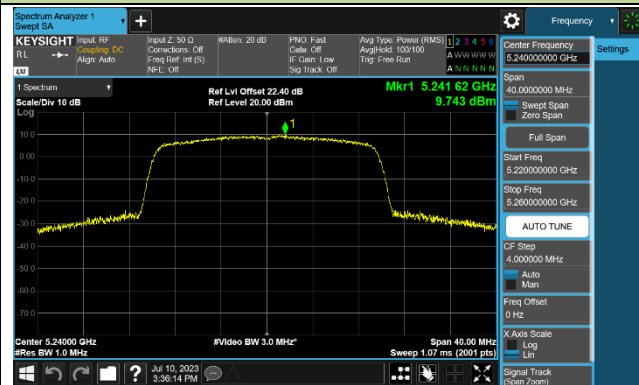 Spectrum Analyzer 1
Swept SA
Frequency
KEYSIGHT
RL
LXI
Input: RF
Coupling: DC
Align: Auto
Input Z: 50 Ω
Corrections: Off
Freq Ref: Int (S)
NFE: Off
#Atten: 20 dB
PNO: Fast
Gate: Off
IF Gain: Low
Sig Track: Off
Avg Type: Power (RMS)
Avg|Hold: 100/100
Trig: Free Run
1 2 3 4 5 6
A W W W W W
A N N N N N
1 Spectrum
Scale/Div 10 dB
Log
Ref Lvl Offset 22.40 dB
Ref Level 20.00 dBm
Mkr1 5.241 62 GHz
9.743 dBm
1
10.0
0.00
-10.0
-20.0
-30.0
-40.0
-50.0
-60.0
-70.0
Center 5.24000 GHz
#Res BW 1.0 MHz
#Video BW 3.0 MHz*
Span 40.00 MHz
Sweep 1.07 ms (2001 pts)
Center Frequency
5.240000000 GHz
Settings
Span
40.0000000 MHz
Swept Span
Zero Span
Full Span
Start Freq
5.220000000 GHz
Stop Freq
5.260000000 GHz
AUTO TUNE
CF Step
4.000000 MHz
Auto
Man
Freq Offset
0 Hz
X Axis Scale
Log
Lin
Signal Track
(Span Zoom)
?
Jul 10, 2023
3:36:14 PM